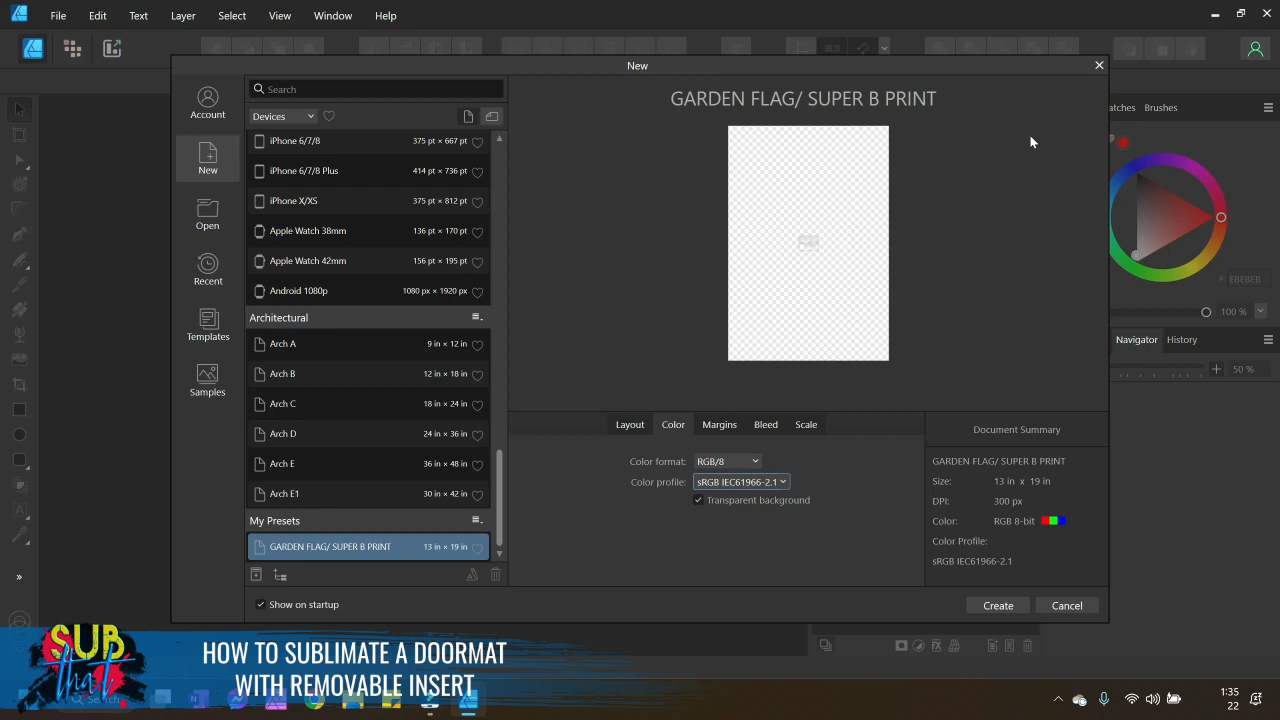 File Edit Text Layer Select View Window Help
New
Account
New
Open
Recent
Templates
Samples
Search
Devices
iPhone 6/7/8 375 pt × 667 pt
iPhone 6/7/8 Plus 414 pt × 736 pt
iPhone X/XS 375 pt × 812 pt
Apple Watch 38mm 136 pt × 170 pt
Apple Watch 42mm 156 pt × 195 pt
Android 1080p 1080 px × 1920 px
Architectural
Arch A 9 in × 12 in
Arch B 12 in × 18 in
Arch C 18 in × 24 in
Arch D 24 in × 36 in
Arch E 36 in × 48 in
Arch E1 30 in × 42 in
My Presets
GARDEN FLAG/ SUPER B PRINT 13 in × 19 in
Show on startup
GARDEN FLAG/ SUPER B PRINT
Layout Color Margins Bleed Scale
Color format: RGB/8
Color profile: sRGB IEC61966-2.1
Transparent background
Document Summary
GARDEN FLAG/ SUPER B PRINT
Size: 13 in x 19 in
DPI: 300 px
Color: RGB 8-bit
Color Profile:
sRGB IEC61966-2.1
Create Cancel
atches Brushes
EBEBEB
100 %
Navigator History
50 %
SUB
that
HOW TO SUBLIMATE A DOORMAT
WITH REMOVABLE INSERT
Search
22